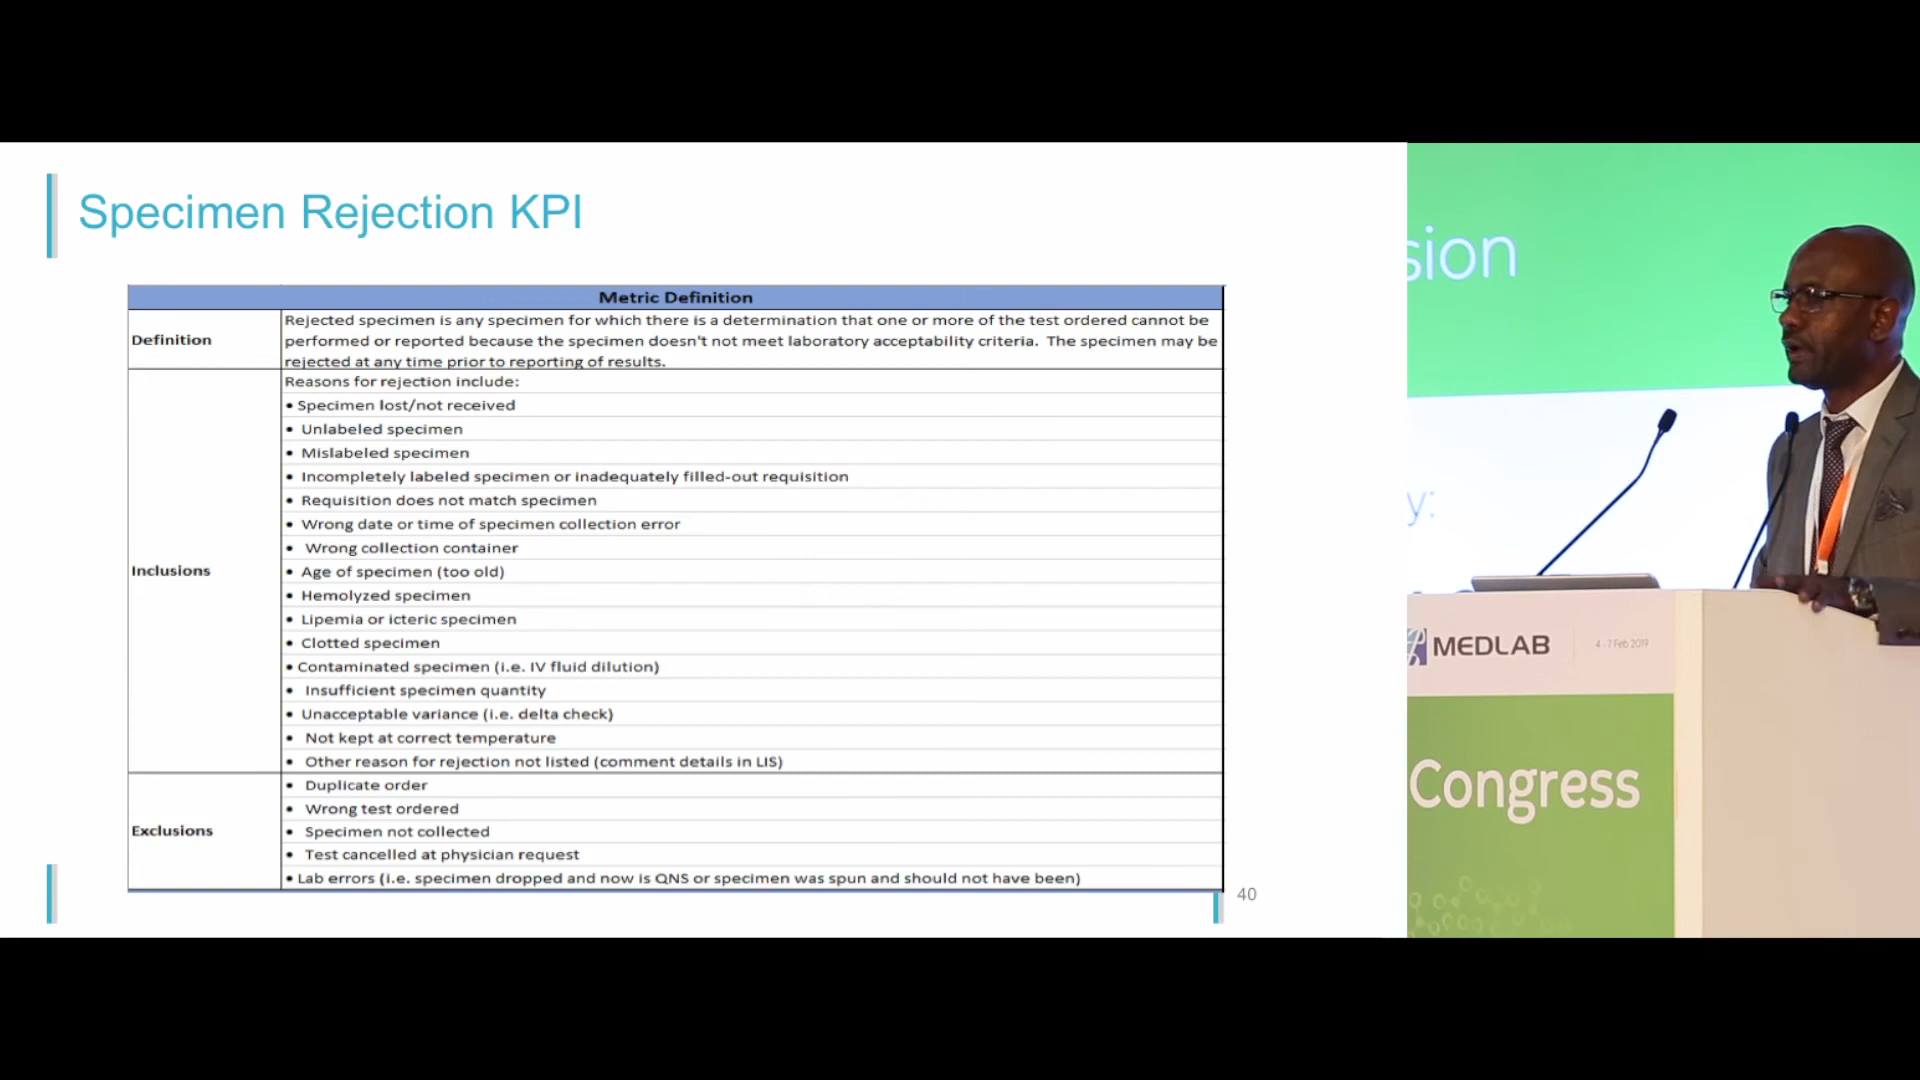 Specimen Rejection KPI
Metric Definition
Definition
Rejected specimen is any specimen for which there is a determination that one or more of the test ordered cannot be
performed or reported because the specimen doesn't not meet laboratory acceptability criteria. The specimen may be
rejected at any time prior to reporting of results.
Inclusions
Reasons for rejection include:
• Specimen lost/not received
• Unlabeled specimen
• Mislabeled specimen
• Incompletely labeled specimen or inadequately filled-out requisition
• Requisition does not match specimen
• Wrong date or time of specimen collection error
• Wrong collection container
• Age of specimen (too old)
• Hemolyzed specimen
• Lipemia or icteric specimen
• Clotted specimen
• Contaminated specimen (i.e. IV fluid dilution)
• Insufficient specimen quantity
• Unacceptable variance (i.e. delta check)
• Not kept at correct temperature
• Other reason for rejection not listed (comment details in LIS)
Exclusions
• Duplicate order
• Wrong test ordered
• Specimen not collected
• Test cancelled at physician request
• Lab errors (i.e. specimen dropped and now is QNS or specimen was spun and should not have been)
40
sion
y:
MEDLAB
4 - 7 Feb 2019
Congress